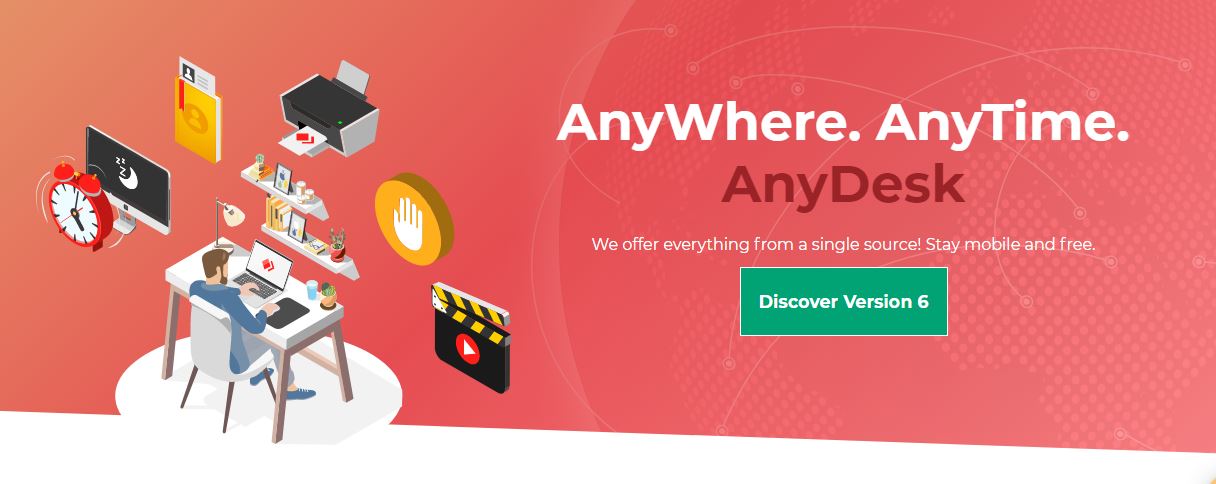 AnyWhere. AnyTime.
AnyDesk
We offer everything from a single source! Stay mobile and free.
Discover Version 6
z z
z